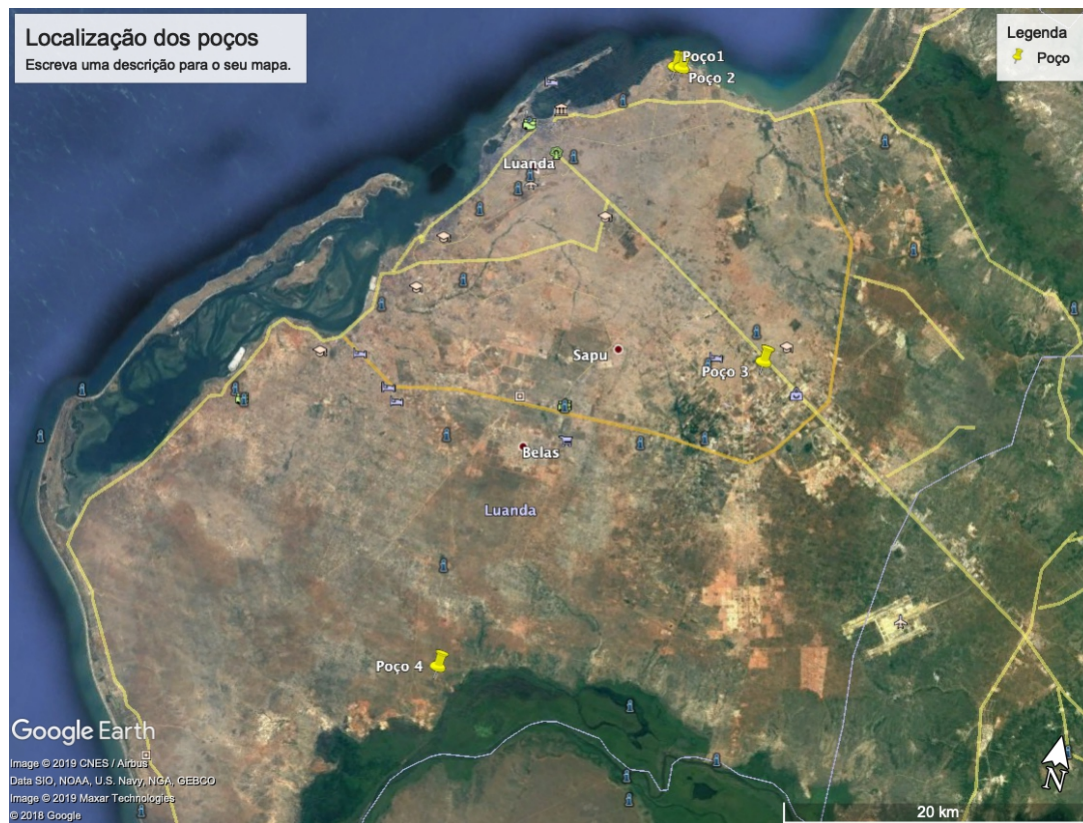 Localização dos poços
Escreva uma descrição para o seu mapa.
Legenda
Poço
Poço1
Poço 2
Luanda
Sapu
Poço 3
Belas
Luanda
Poço 4
Google Earth
Image © 2019 CNES / Airbus
Data SIO, NOAA, U.S. Navy, NGA, GEBCO
Image © 2019 Maxar Technologies
© 2018 Google
20 km
N